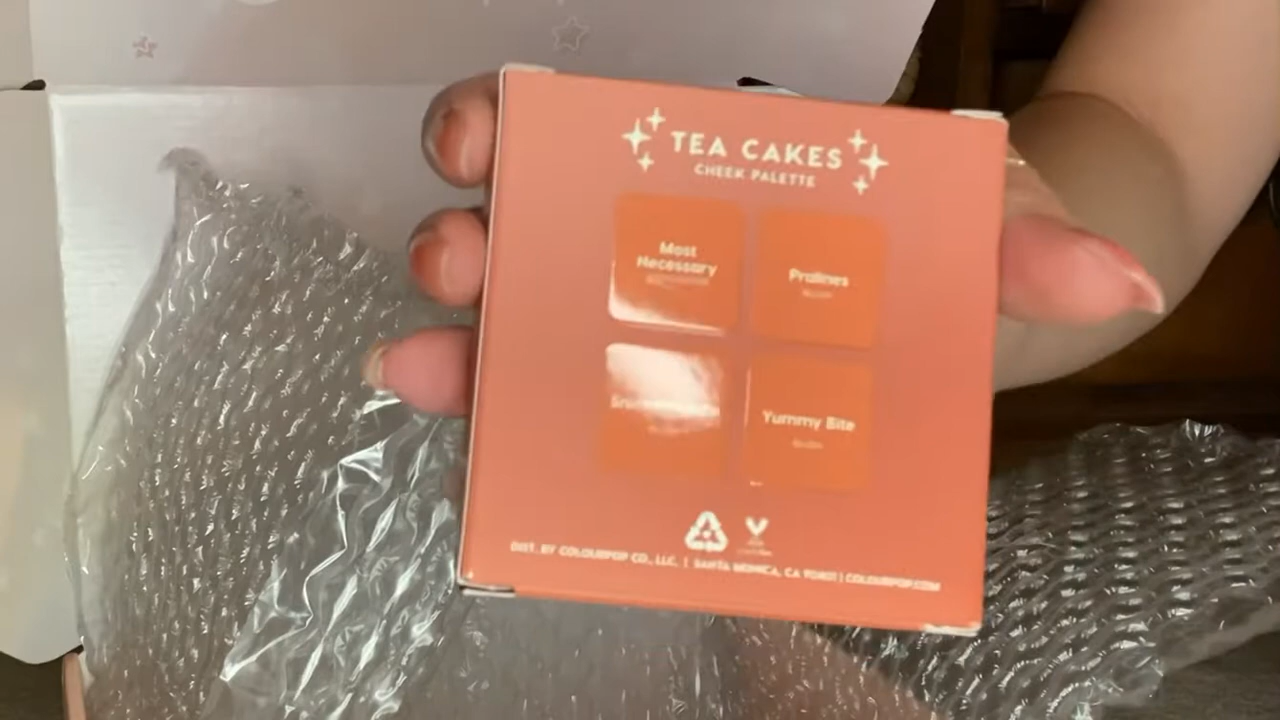 TEA CAKES
CHEEK PALETTE
Most
Necessary
Pralines
Yummy Bite
DIST. BY COLOURPOP CO., LLC. | SANTA MONICA, CA 90401 | COLOURPOP.COM